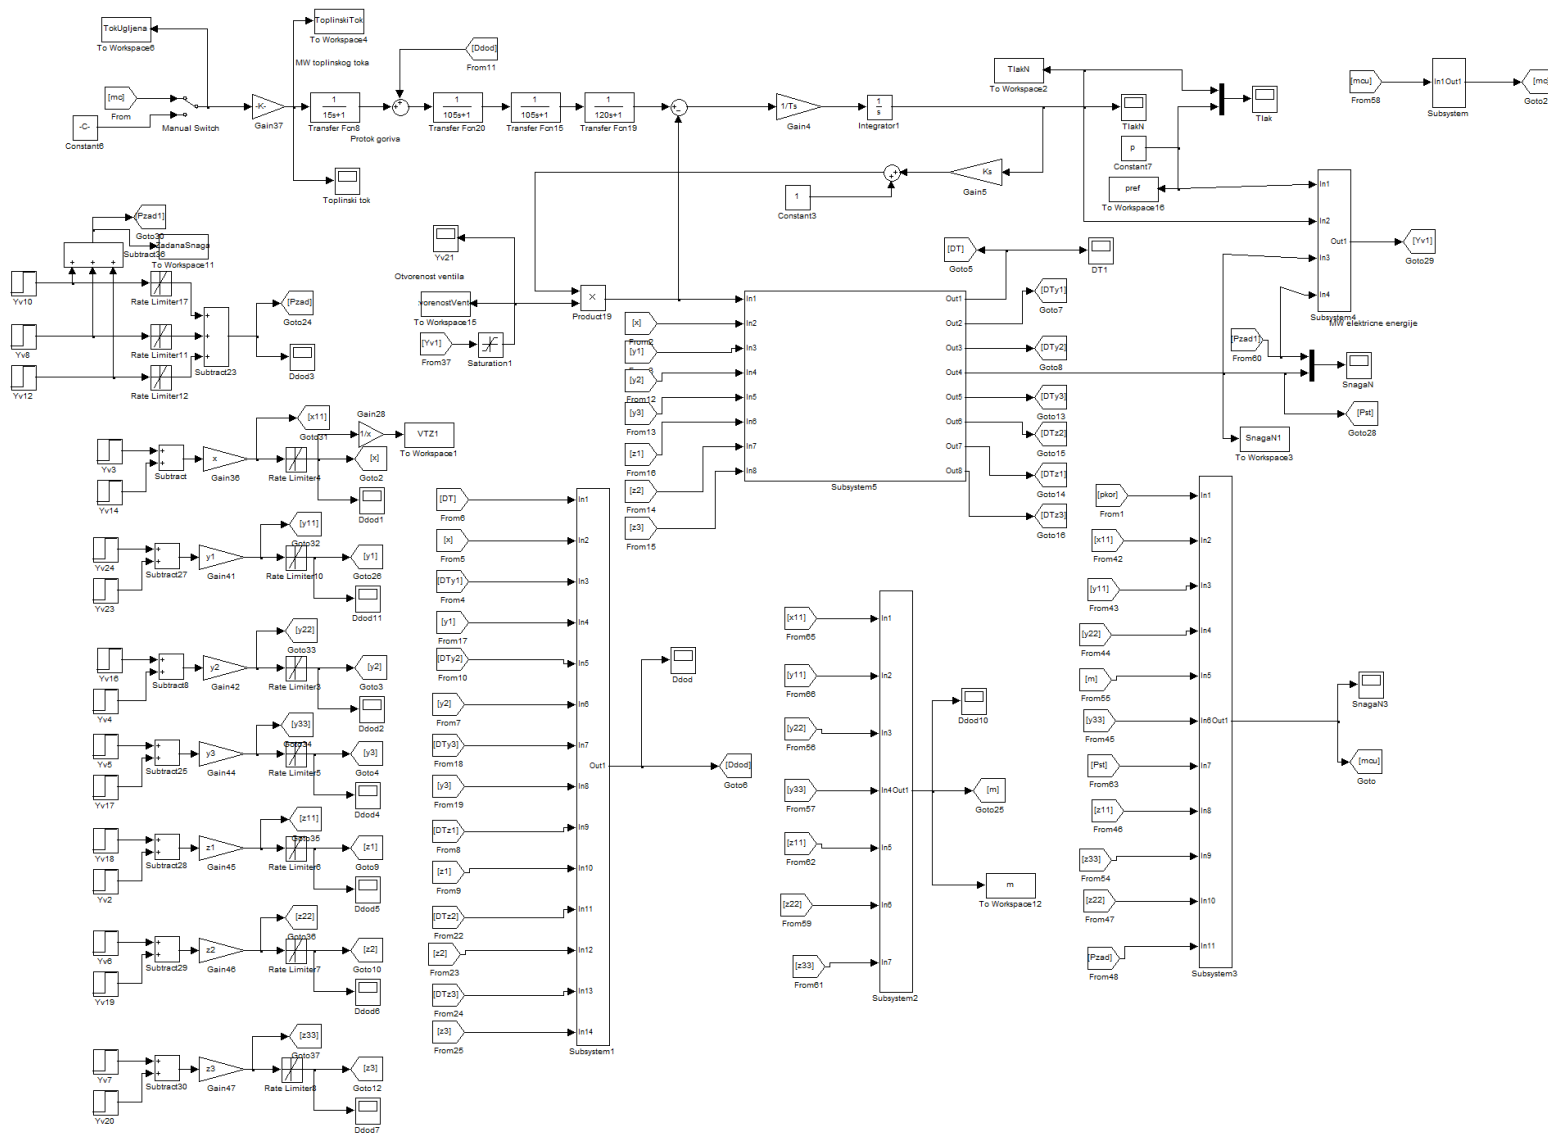 TokUgljena
To Workspace6
ToplinskiTok
To Workspace4
MW toplinskog toka
[Ddod]
From11
[mc]
From
-C-
Constant6
Manual Switch
-K-
Gain37
1
15s+1
Transfer Fcn8
Protok goriva
1
105s+1
Transfer Fcn20
1
105s+1
Transfer Fcn15
1
120s+1
Transfer Fcn19
1/Ts
Gain4
1
s
Integrator1
TlakN
To Workspace2
TlakN
Tlak
p
Constant7
pref
To Workspace16
[mcu]
From58
In1Out1
Subsystem
Toplinski tok
Ks
Gain5
1
Constant3
[Pzad1]
Goto30
Subtract36
ZadanaSnaga
To Workspace11
Yv10
Rate Limiter17
Yv8
Rate Limiter11
Yv12
Rate Limiter12
Subtract23
[Pzad]
Goto24
Ddod3
Yv21
Otvorenost ventila
To Workspace15
[Yv1]
From37
Saturation1
Product19
[DT]
Goto5
DT1
In1
In2
In3
In4
In5
In6
In7
In8
Out1
Out2
Out3
Out4
Out5
Out6
Out7
Out8
Subsystem5
[x]
[y1]
[y2]
From12
[y3]
From13
[z1]
From16
[z2]
From14
[z3]
From15
[DTy1]
Goto7
[DTy2]
Goto8
[DTy3]
Goto13
[DTz2]
Goto15
[DTz1]
Goto14
[DTz3]
Goto16
In1
In2
In3
In4
Out1
Subsystem4
[Yv1]
Goto29
MW elektricne energije
[Pzad1]
From60
SnagaN
[Pst]
Goto28
SnagaN1
To Workspace3
Yv3
Yv14
Subtract
x
Gain36
[x11]
Goto31
Rate Limiter4
Gain28
1/x
VTZ1
To Workspace1
[x]
Goto2
Ddod1
Yv24
Yv23
Subtract27
y1
Gain41
[y11]
Goto32
Rate Limiter10
[y1]
Goto26
Ddod11
Yv16
Yv4
Subtract8
y2
Gain42
[y22]
Goto33
Rate Limiter3
[y2]
Goto3
Ddod2
Yv5
Yv17
Subtract25
y3
Gain44
[y33]
Goto34
Rate Limiter5
[y3]
Goto4
Ddod4
Yv18
Yv2
Subtract28
z1
Gain45
[z11]
Goto35
Rate Limiter6
[z1]
Goto9
Ddod5
Yv6
Yv19
Subtract29
z2
Gain46
[z22]
Goto36
Rate Limiter7
[z2]
Goto10
Ddod6
Yv7
Yv20
Subtract30
z3
Gain47
[z33]
Goto37
Rate Limiter8
[z3]
Goto12
Ddod7
[DT]
From6
[x]
From5
[DTy1]
From4
[y1]
From17
[DTy2]
From10
[y2]
From7
[DTy3]
From18
[y3]
From19
[DTz1]
From8
[z1]
From9
[DTz2]
From22
[z2]
From23
[DTz3]
From24
[z3]
From25
In1
In2
In3
In4
In5
In6
In7
In8
In9
In10
In11
In12
In13
In14
Out1
Subsystem1
Ddod
[Ddod]
Goto6
[x11]
From65
[y11]
From66
[y22]
From56
[y33]
From57
[z11]
From62
[z22]
From59
[z33]
From61
In1
In2
In3
In4Out1
In5
In6
In7
Subsystem2
Ddod10
[m]
Goto25
m
To Workspace12
[pkor]
From1
[x11]
From42
[y11]
From43
[y22]
From44
[m]
From55
[y33]
From45
[Pst]
From63
[z11]
From46
[z33]
From54
[z22]
From47
[Pzad]
From48
In1
In2
In3
In4
In5
In6Out1
In7
In8
In9
In10
In11
Subsystem3
SnagaN3
[mcu]
Goto